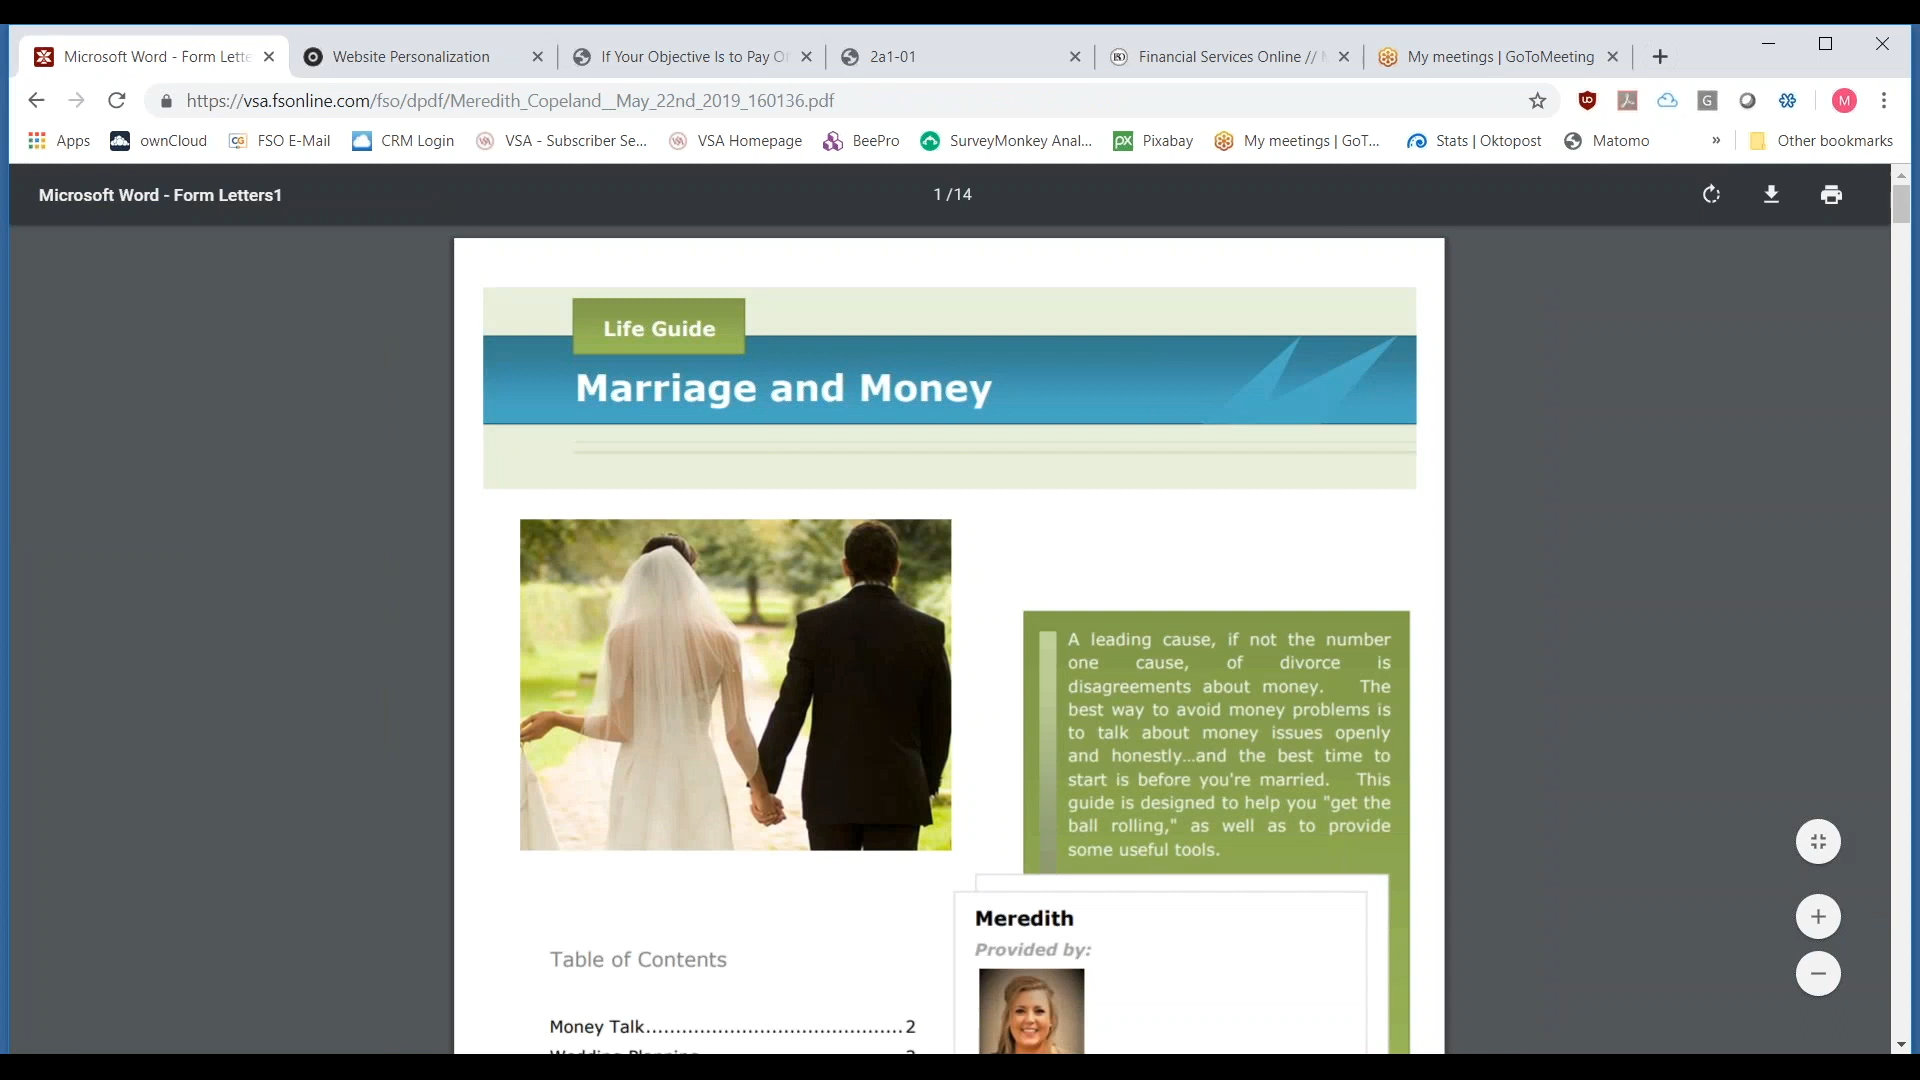 Microsoft Word - Form Lette
Website Personalization
If Your Objective Is to Pay O
2a1-01
Financial Services Online //
My meetings | GoToMeeting
https://vsa.fsonline.com/fso/dpdf/Meredith_Copeland__May_22nd_2019_160136.pdf
UD
G
M
Apps
ownCloud
CG
FSO E-Mail
CRM Login
VSA - Subscriber Se...
VSA Homepage
BeePro
SurveyMonkey Anal...
px
Pixabay
My meetings | GoT...
Stats | Oktopost
Matomo
»
Other bookmarks
Microsoft Word - Form Letters1
1 / 14
Life Guide
Marriage and Money
A leading cause, if not the number
one cause, of divorce is
disagreements about money. The
best way to avoid money problems is
to talk about money issues openly
and honestly...and the best time to
start is before you're married. This
guide is designed to help you "get the
ball rolling," as well as to provide
some useful tools.
Meredith
Provided by:
Table of Contents
Money Talk..........................................2